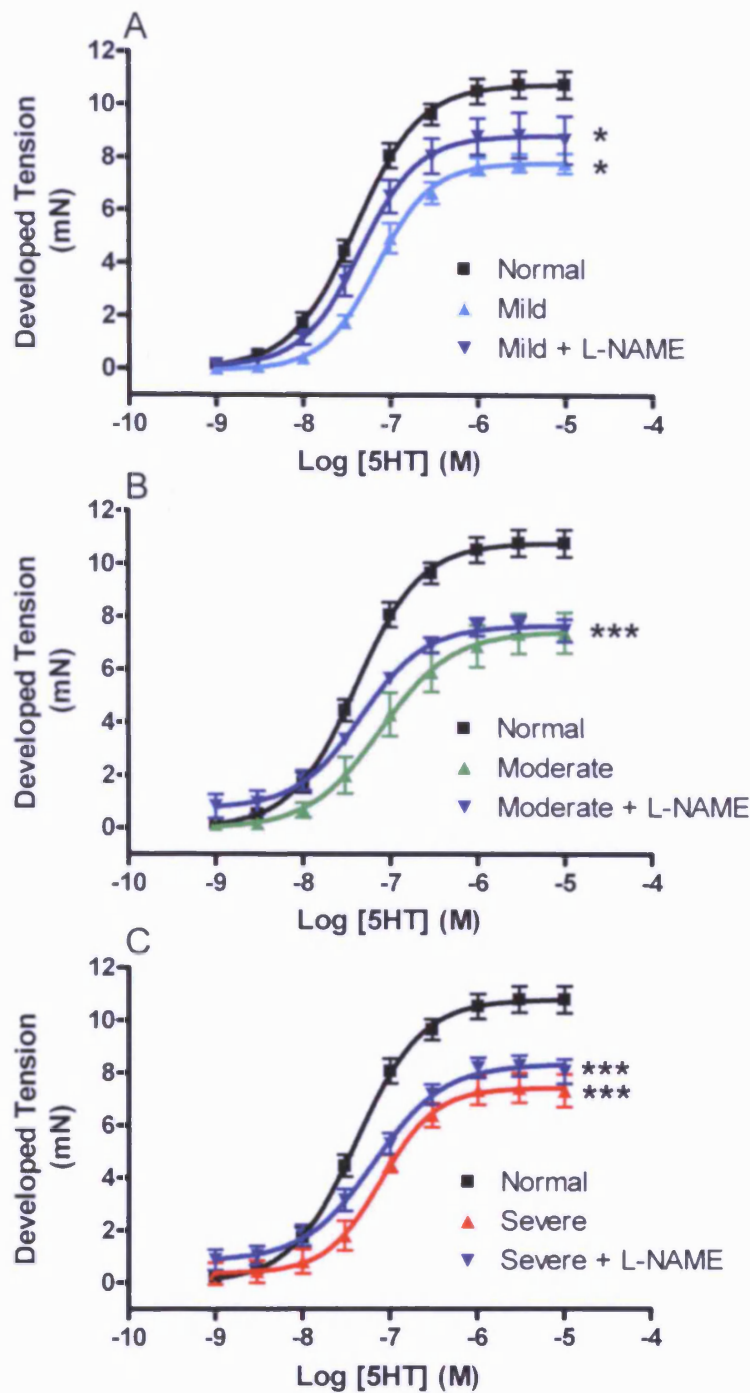 A
12
10
8
6
4
2
0
Developed Tension
(mN)
*
*
Normal
Mild
Mild + L-NAME
-10 -9 -8 -7 -6 -5 -4
Log [5HT] (M)
B
12
10
8
6
4
2
0
Developed Tension
(mN)
***
Normal
Moderate
Moderate + L-NAME
-10 -9 -8 -7 -6 -5 -4
Log [5HT] (M)
C
12
10
8
6
4
2
0
Developed Tension
(mN)
***
***
Normal
Severe
Severe + L-NAME
-10 -9 -8 -7 -6 -5 -4
Log [5HT] (M)